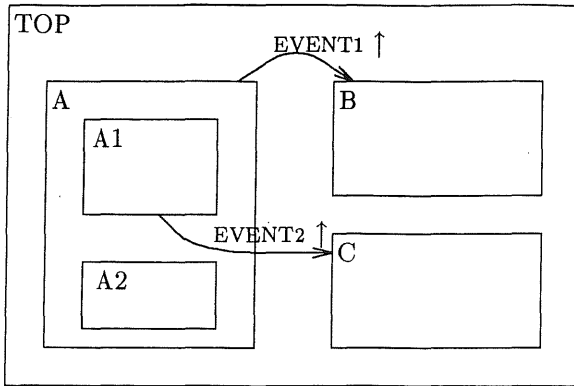 TOP
EVENT1 ↑
A
B
A1
EVENT2 ↑
C
A2